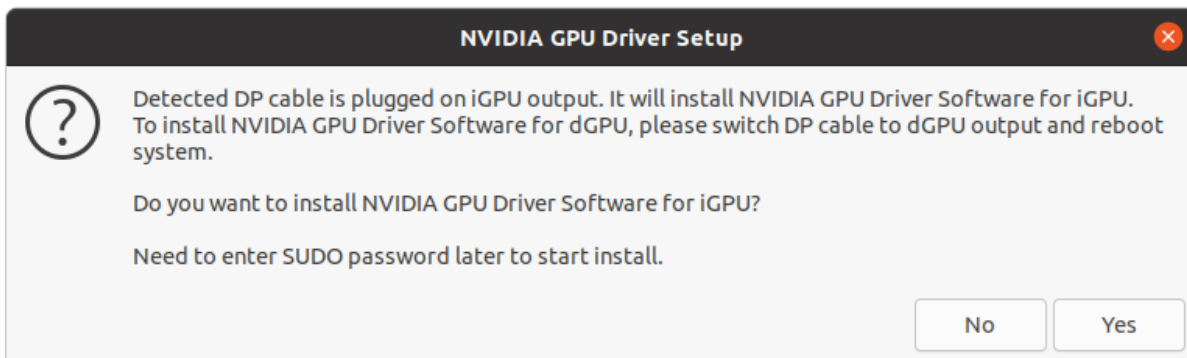 NVIDIA GPU Driver Setup
Detected DP cable is plugged on iGPU output. It will install NVIDIA GPU Driver Software for iGPU.
To install NVIDIA GPU Driver Software for dGPU, please switch DP cable to dGPU output and reboot
system.
Do you want to install NVIDIA GPU Driver Software for iGPU?
Need to enter SUDO password later to start install.
No
Yes